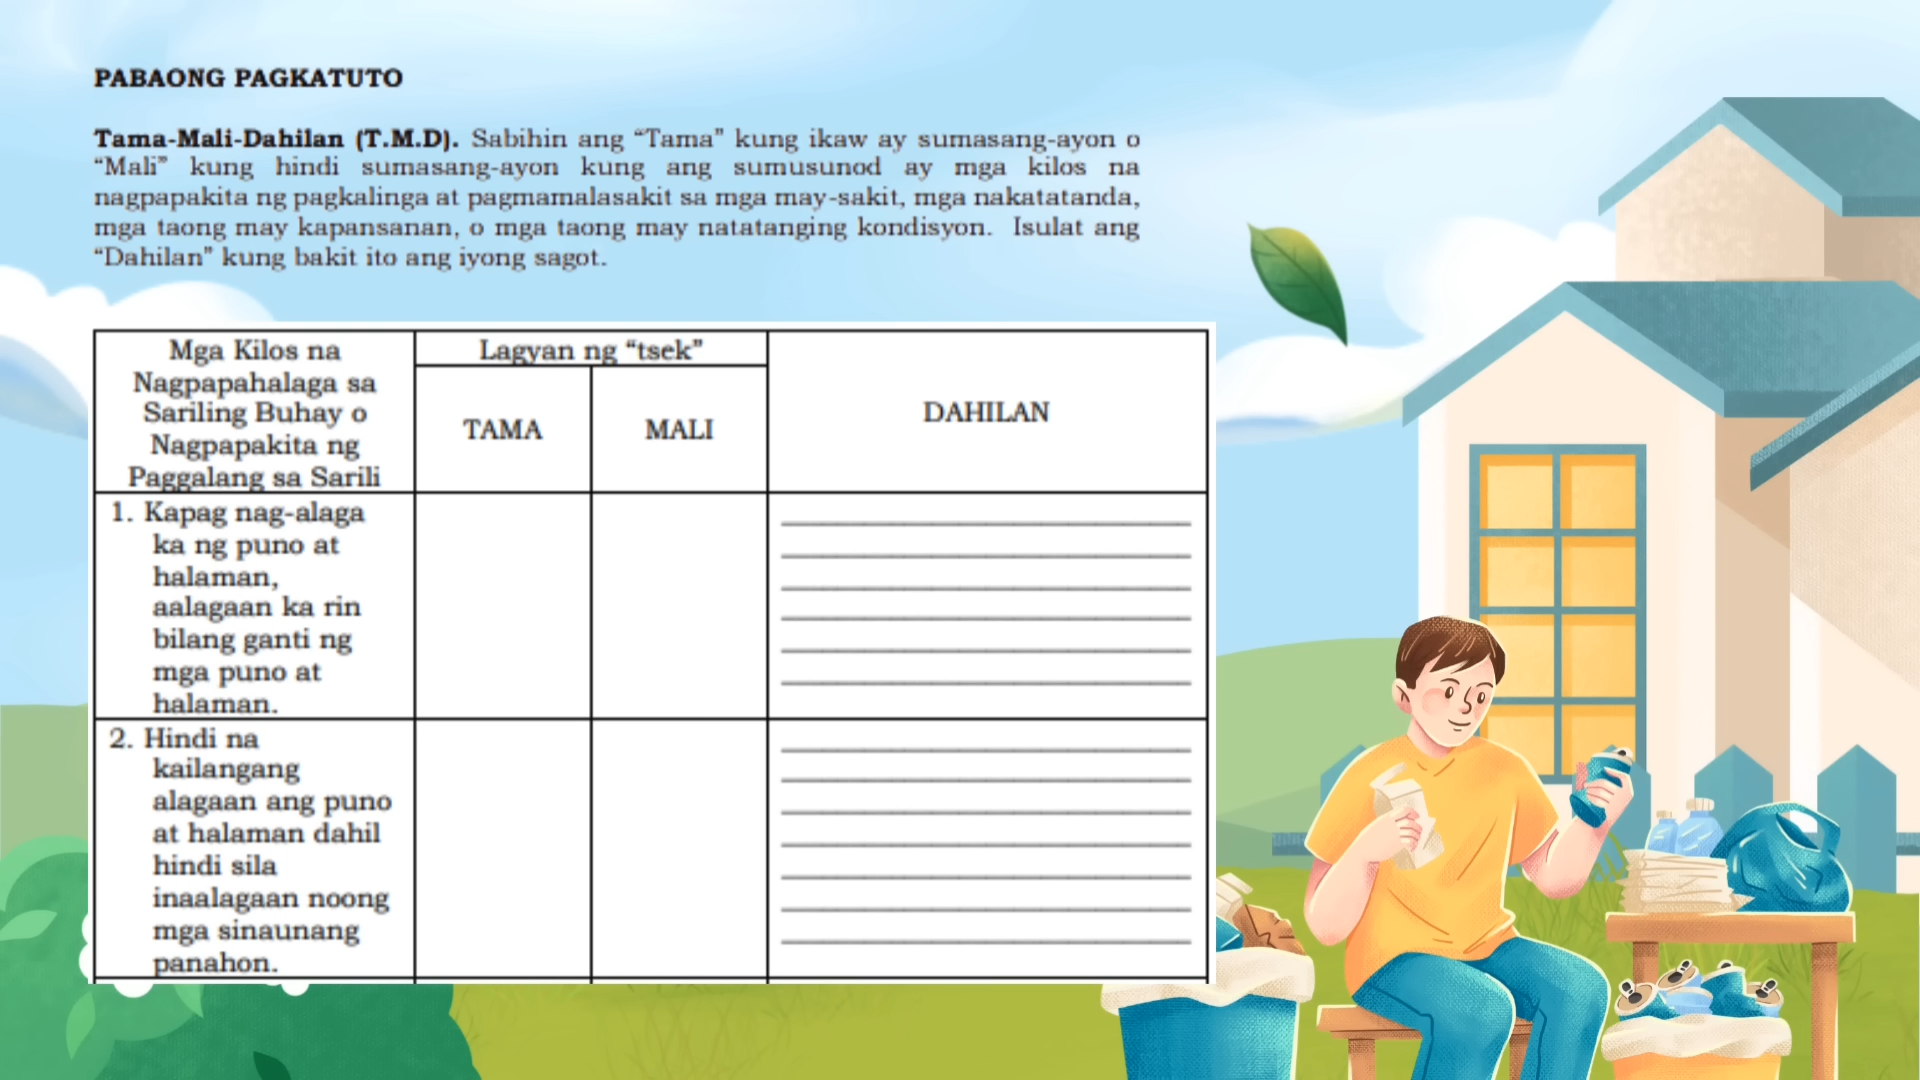 PABAONG PAGKATUTO
Tama-Mali-Dahilan (T.M.D). Sabihin ang “Tama” kung ikaw ay sumasang-ayon o
“Mali” kung hindi sumasang-ayon kung ang sumusunod ay mga kilos na
nagpapakita ng pagkalinga at pagmamalasakit sa mga may-sakit, mga nakatatanda,
mga taong may kapansanan, o mga taong may natatanging kondisyon. Isulat ang
“Dahilan” kung bakit ito ang iyong sagot.
Mga Kilos na
Nagpapahalaga sa
Sariling Buhay o
Nagpapakita ng
Paggalang sa Sarili
Lagyan ng “tsek”
TAMA
MALI
DAHILAN
1. Kapag nag-alaga
ka ng puno at
halaman,
aalagaan ka rin
bilang ganti ng
mga puno at
halaman.
2. Hindi na
kailangang
alagaan ang puno
at halaman dahil
hindi sila
inaalagaan noong
mga sinaunang
panahon.